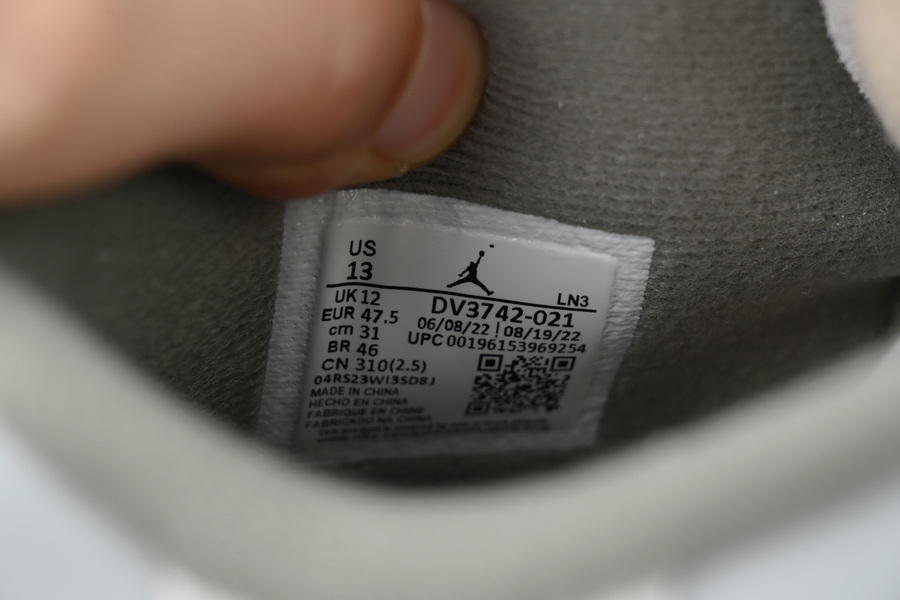 US
13
LN3
UK 12
DV3742-021
EUR 47.5
06/08/22 | 08/19/22
cm 31
UPC 00196153969254
BR 46
CN 310(2.5)
04RS23WI3SD8J
MADE IN CHINA
HECHO EN CHINA
FABRIQUE EN CHINE
FABRICADO NA CHINA